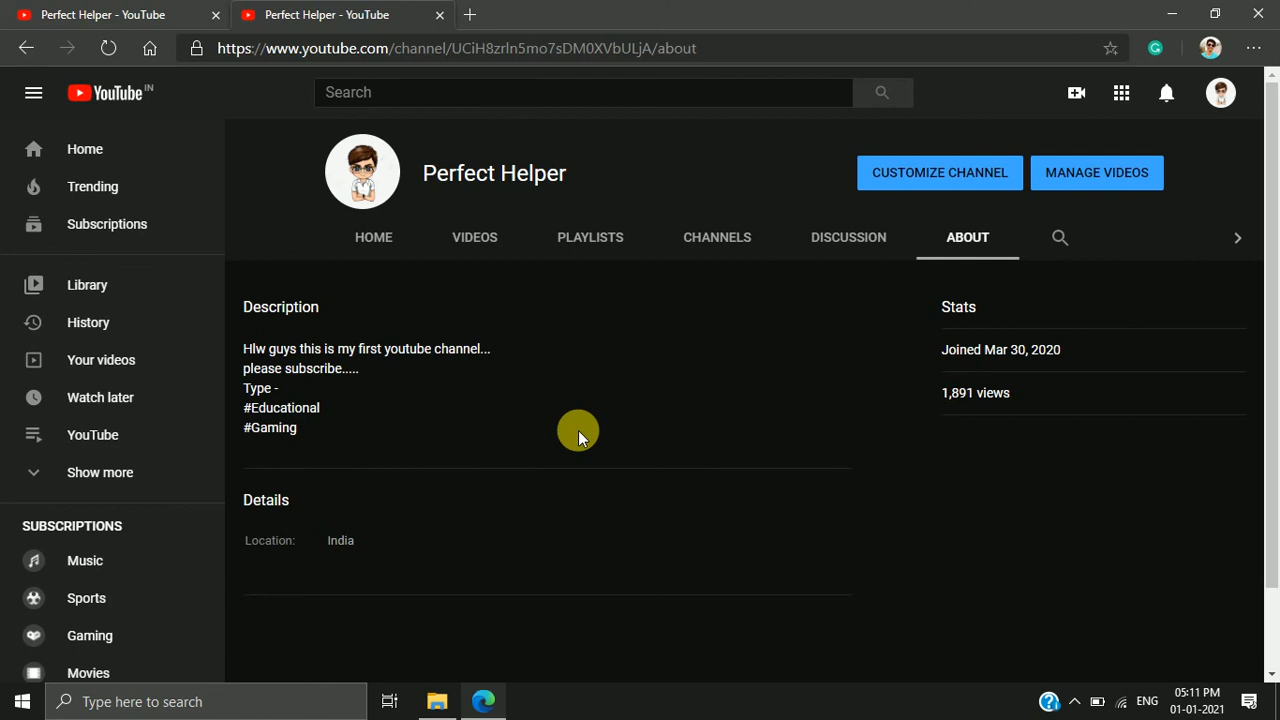 Perfect Helper - YouTube
Perfect Helper - YouTube
https://www.youtube.com/channel/UCiH8zrln5mo7sDM0XVbULjA/about
YouTube IN
Search
Home
Trending
Subscriptions
Library
History
Your videos
Watch later
YouTube
Show more
SUBSCRIPTIONS
Music
Sports
Gaming
Movies
Perfect Helper
CUSTOMIZE CHANNEL
MANAGE VIDEOS
HOME
VIDEOS
PLAYLISTS
CHANNELS
DISCUSSION
ABOUT
Description
Hlw guys this is my first youtube channel...
please subscribe.....
Type -
#Educational
#Gaming
Details
Location: India
Stats
Joined Mar 30, 2020
1,891 views
Type here to search
ENG
05:11 PM
01-01-2021